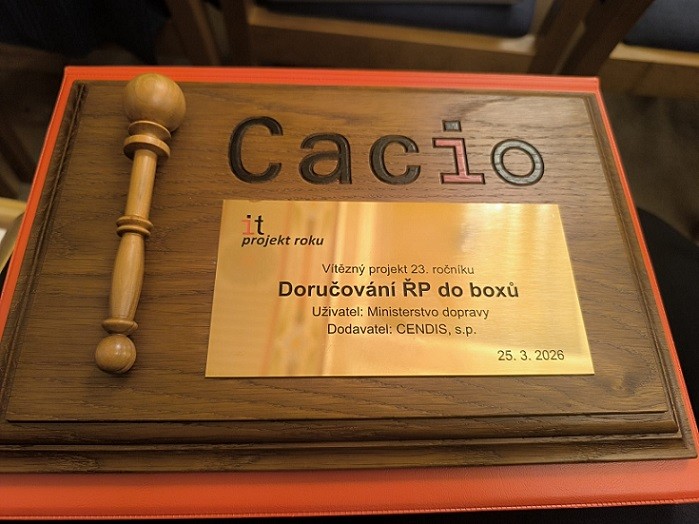 Cacio
it
projekt roku
Vítězný projekt 23. ročníku
Doručování ŘP do boxů
Uživatel: Ministerstvo dopravy
Dodavatel: CENDIS, s.p.
25. 3. 2026